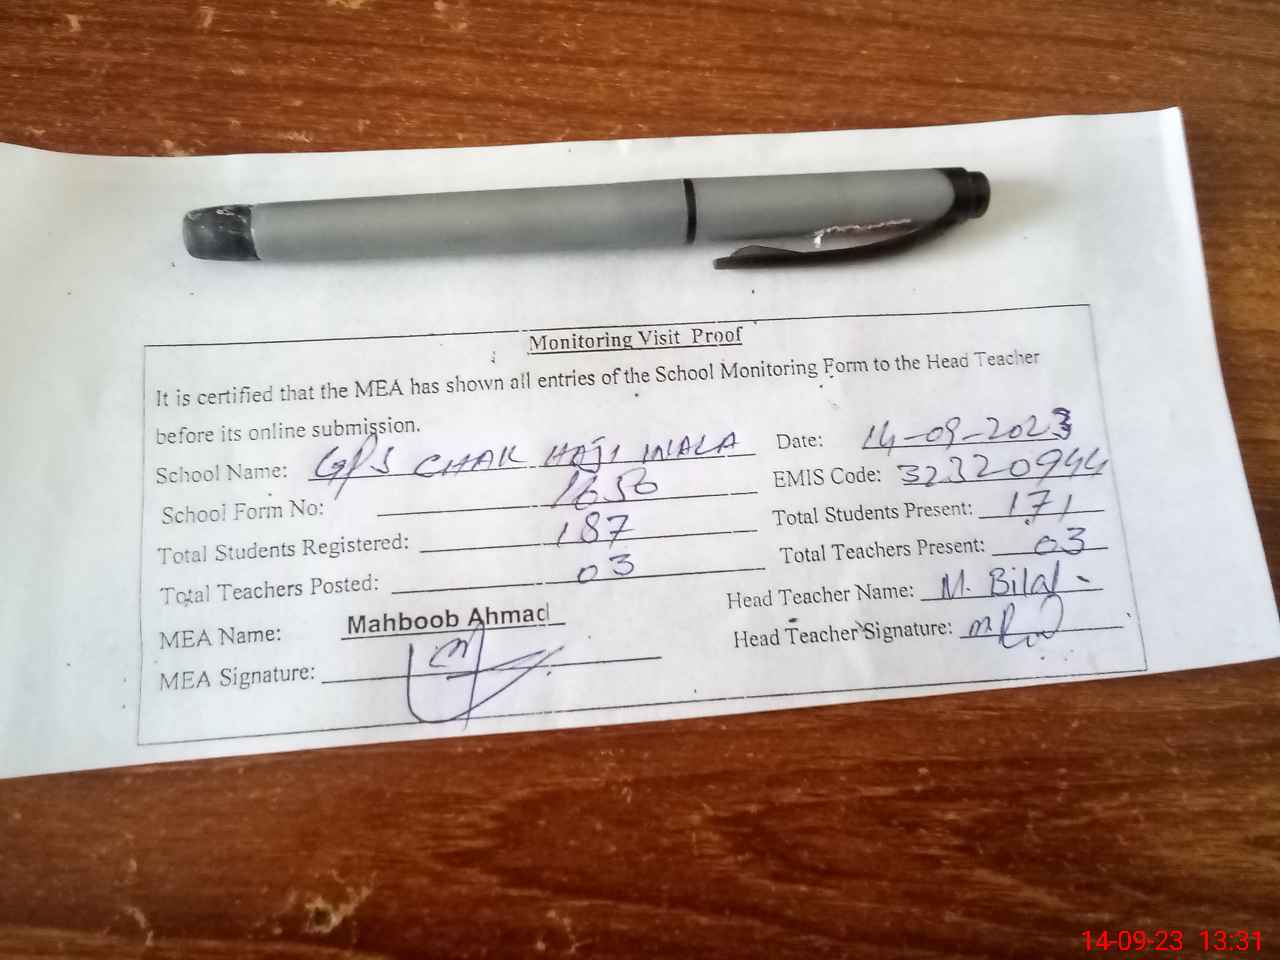 Monitoring Visit Proof
It is certified that the MEA has shown all entries of the School Monitoring Form to the Head Teacher
before its online submission.
School Name: GPS CHAK HAJI WALA Date: 14-09-2023
School Form No: 1656 EMIS Code: 32320944
Total Students Registered: 187 Total Students Present: 171
Total Teachers Posted: 03 Total Teachers Present: 03
MEA Name: Mahboob Ahmad Head Teacher Name: M. Bilal
MEA Signature: Head Teacher Signature:
14-09-23 13:31